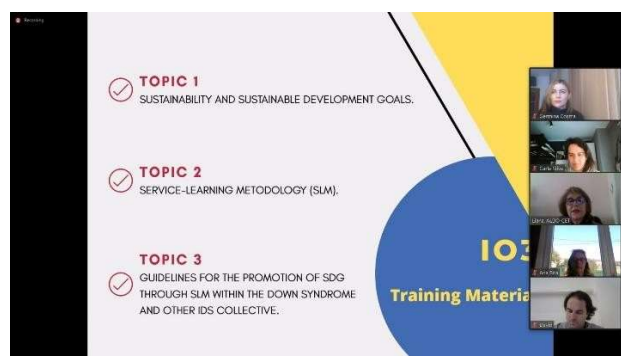 Recording
TOPIC 1
SUSTAINABILITY AND SUSTAINABLE DEVELOPMENT GOALS.
TOPIC 2
SERVICE-LEARNING METODOLOGY (SLM).
TOPIC 3
GUIDELINES FOR THE PROMOTION OF SDG
THROUGH SLM WITHIN THE DOWN SYNDROME
AND OTHER IDS COLLECTIVE.
IO3
Training Materia